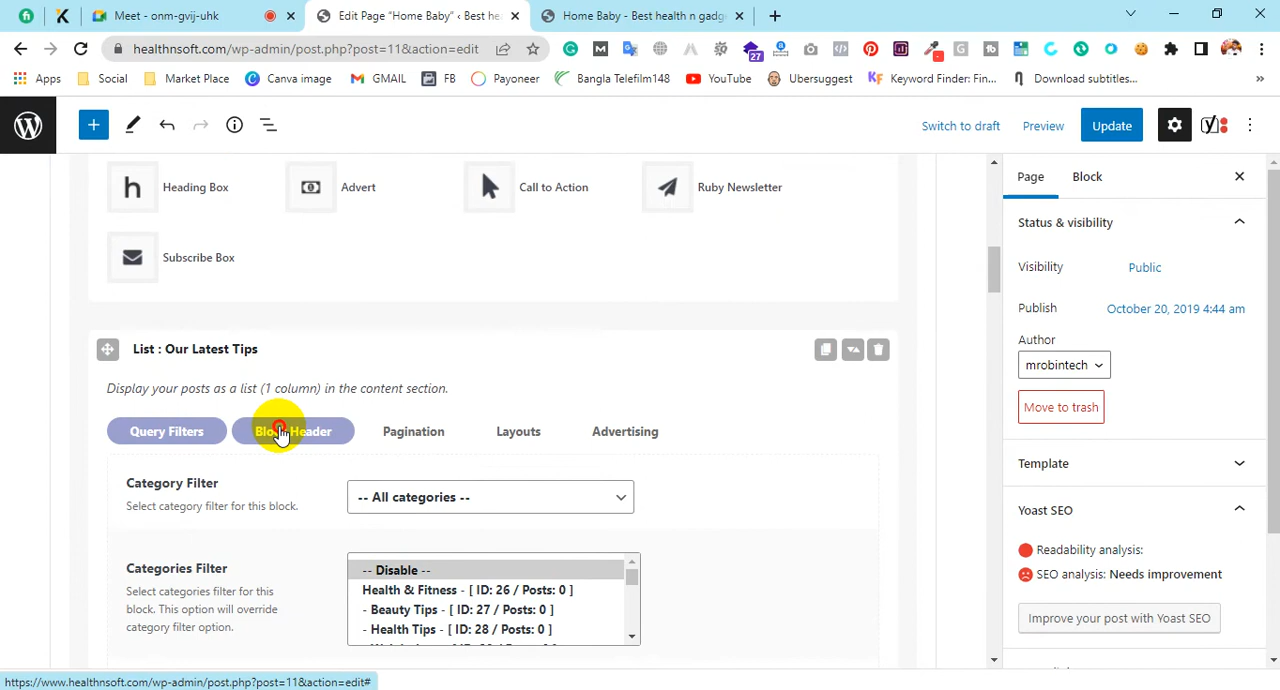 Meet - onm-gvij-uhk
Edit Page “Home Baby” ‹ Best he
Home Baby - Best health n gadg
healthnsoft.com/wp-admin/post.php?post=11&action=edit
27
Apps
Social
Market Place
Canva image
GMAIL
FB
Payoneer
Bangla Telefilm148
YouTube
Ubersuggest
Keyword Finder: Fin...
Download subtitles...
»
Switch to draft
Preview
Update
Heading Box
Advert
Call to Action
Ruby Newsletter
Subscribe Box
List : Our Latest Tips
Display your posts as a list (1 column) in the content section.
Query Filters
Block Header
Pagination
Layouts
Advertising
Category Filter
Select category filter for this block.
-- All categories --
Categories Filter
Select categories filter for this
block. This option will override
category filter option.
-- Disable --
Health & Fitness - [ ID: 26 / Posts: 0 ]
- Beauty Tips - [ ID: 27 / Posts: 0 ]
- Health Tips - [ ID: 28 / Posts: 0 ]
Page
Block
Status & visibility
Visibility
Public
Publish
October 20, 2019 4:44 am
Author
mrobintech
Move to trash
Template
Yoast SEO
Readability analysis:
SEO analysis: Needs improvement
Improve your post with Yoast SEO
https://www.healthnsoft.com/wp-admin/post.php?post=11&action=edit#